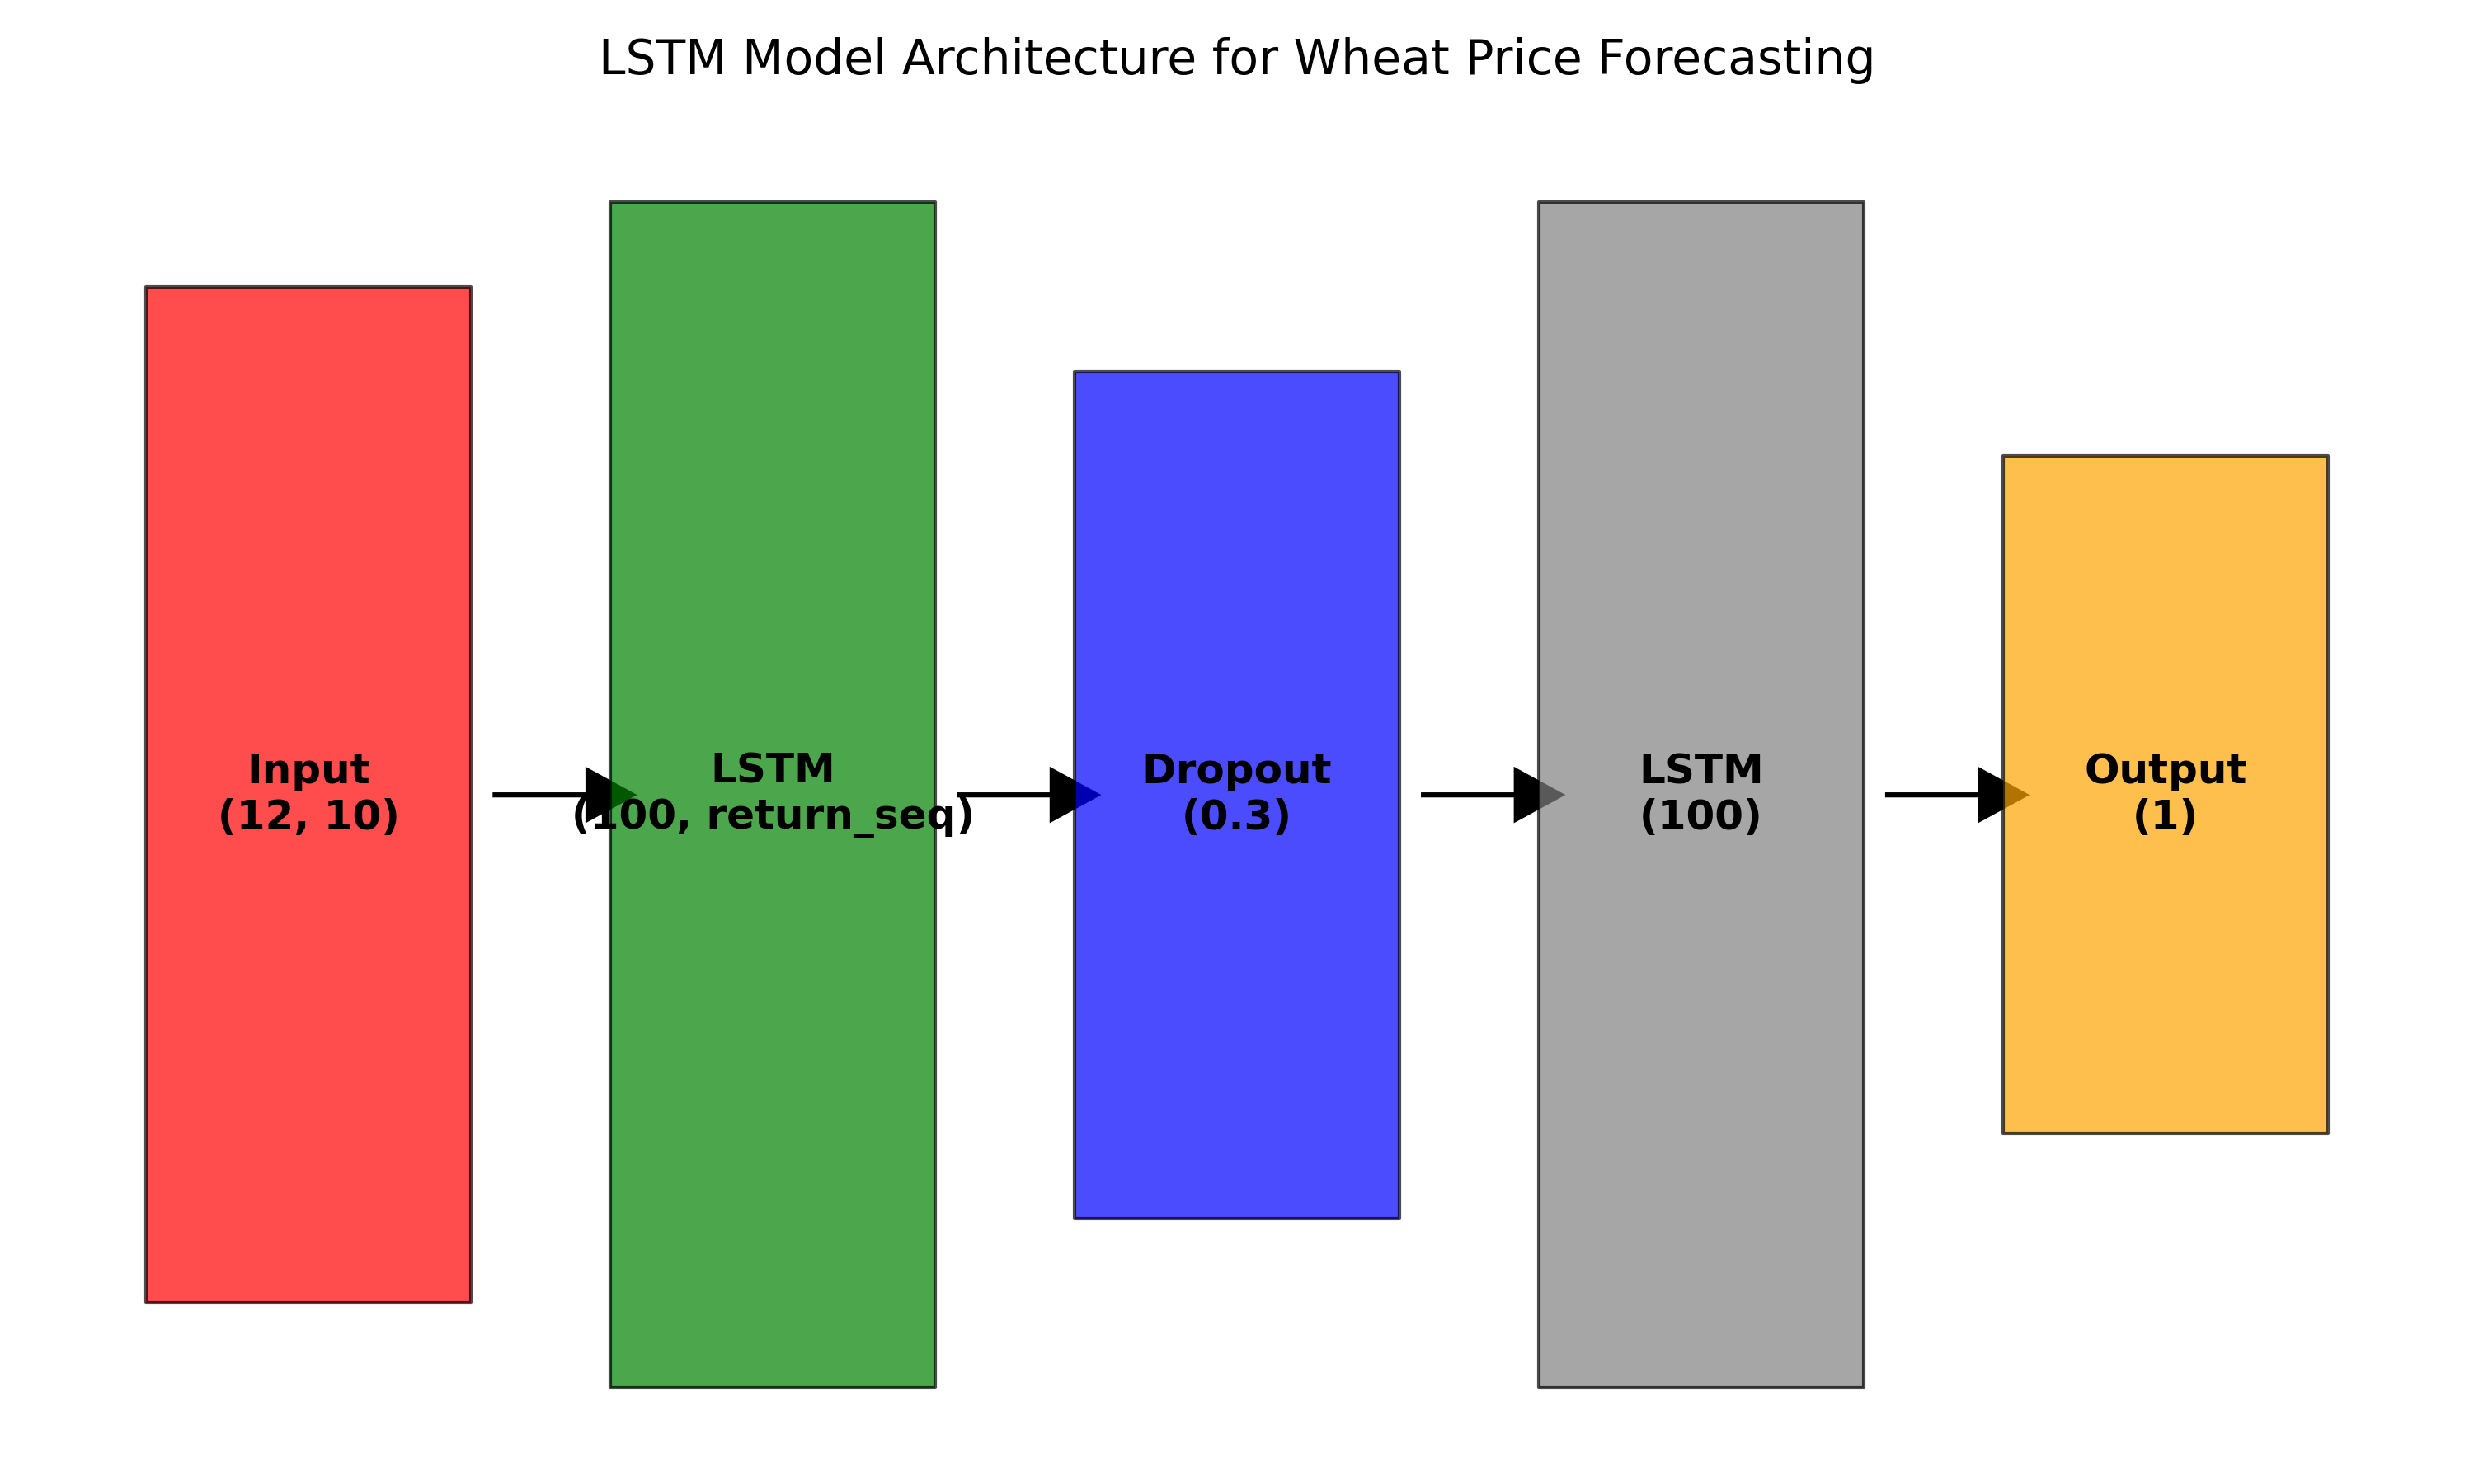 LSTM Model Architecture for Wheat Price Forecasting
Input
(12, 10)
LSTM
(100, return_seq)
Dropout
(0.3)
LSTM
(100)
Output
(1)